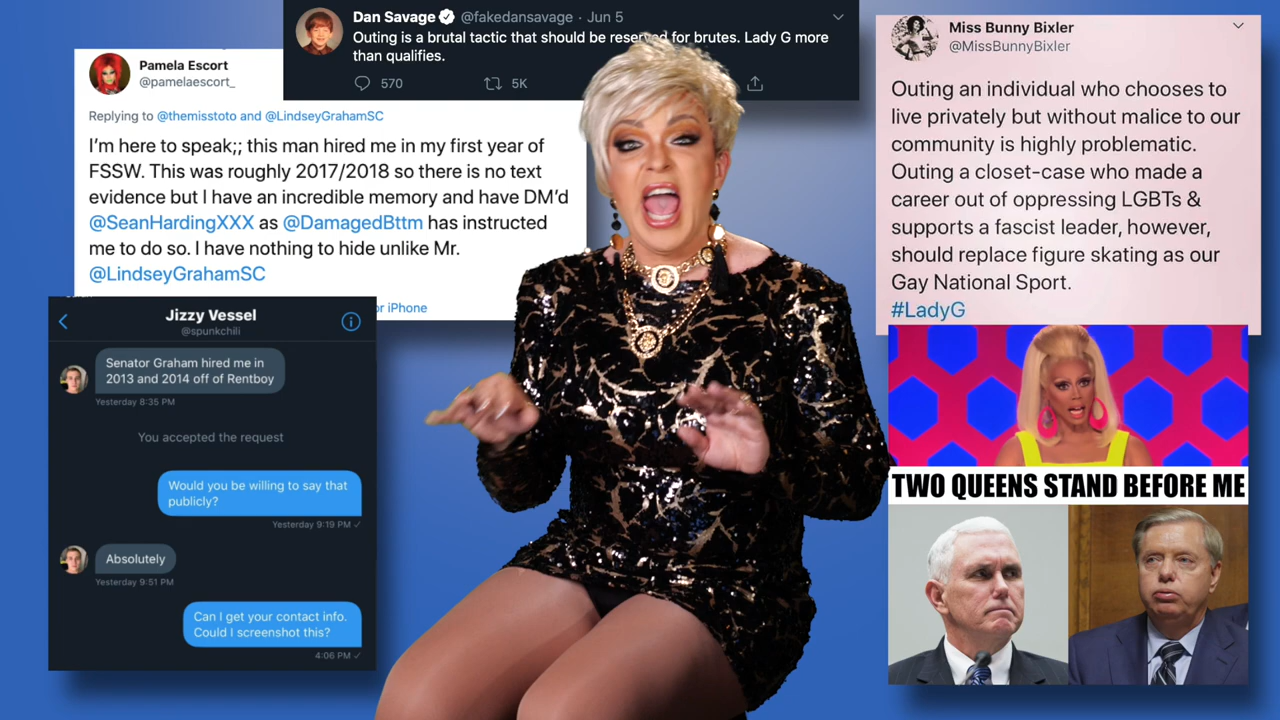 Dan Savage @fakedansavage · Jun 5
Outing is a brutal tactic that should be reserved for brutes. Lady G more
than qualifies.
570 5K
Pamela Escort
@pamelaescort_
Replying to @themisstoto and @LindseyGrahamSC
I'm here to speak;; this man hired me in my first year of
FSSW. This was roughly 2017/2018 so there is no text
evidence but I have an incredible memory and have DM'd
@SeanHardingXXX as @DamagedBttm has instructed
me to do so. I have nothing to hide unlike Mr.
@LindseyGrahamSC
or iPhone
Jizzy Vessel
@spunkchili
Senator Graham hired me in
2013 and 2014 off of Rentboy
Yesterday 8:35 PM
You accepted the request
Would you be willing to say that
publicly?
Yesterday 9:19 PM ✓
Absolutely
Yesterday 9:51 PM
Can I get your contact info.
Could I screenshot this?
4:06 PM ✓
Miss Bunny Bixler
@MissBunnyBixler
Outing an individual who chooses to
live privately but without malice to our
community is highly problematic.
Outing a closet-case who made a
career out of oppressing LGBTs &
supports a fascist leader, however,
should replace figure skating as our
Gay National Sport.
#LadyG
TWO QUEENS STAND BEFORE ME